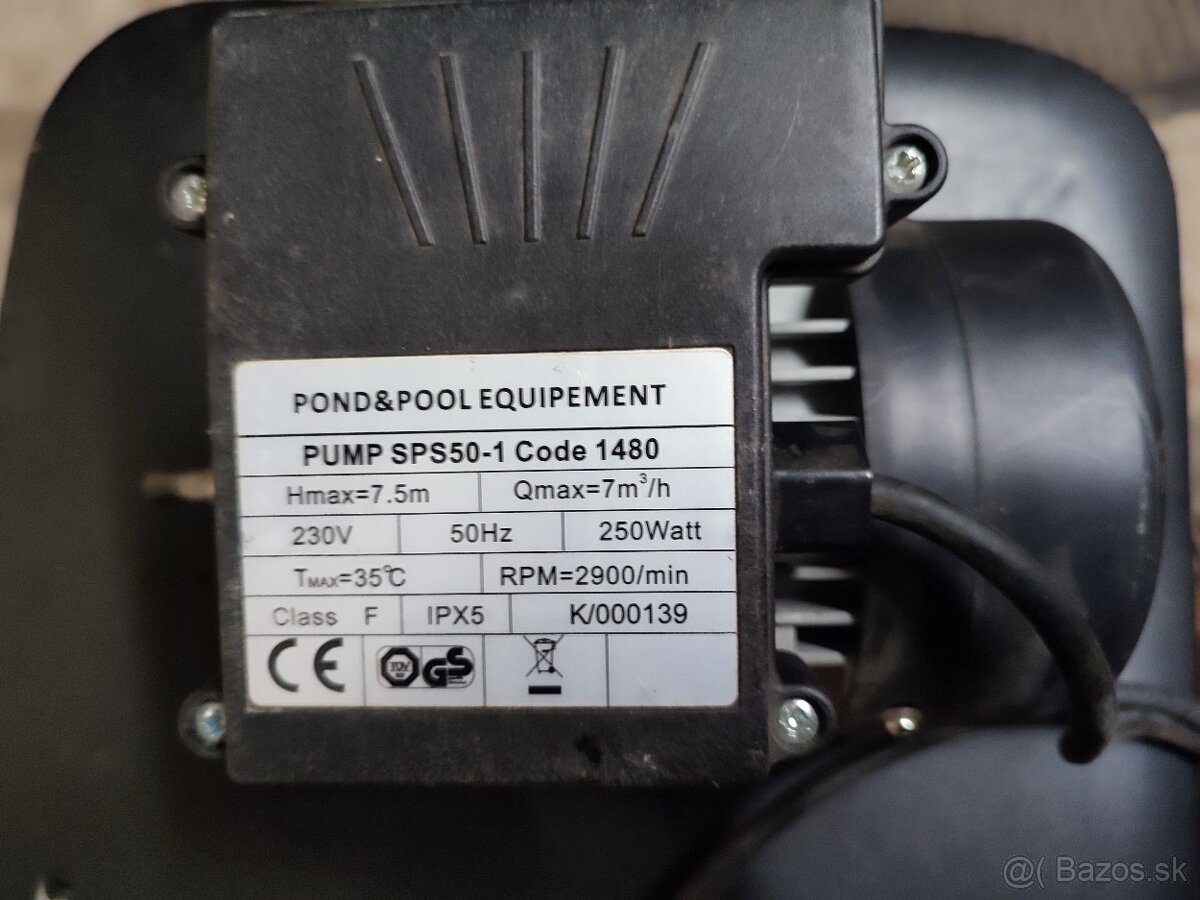 POND&POOL EQUIPEMENT
PUMP SPS50-1 Code 1480
Hmax=7.5m Qmax=7m³/h
230V 50Hz 250Watt
TMAX=35℃ RPM=2900/min
Class F IPX5 K/000139
CE TÜV GS
@( Bazos.sk